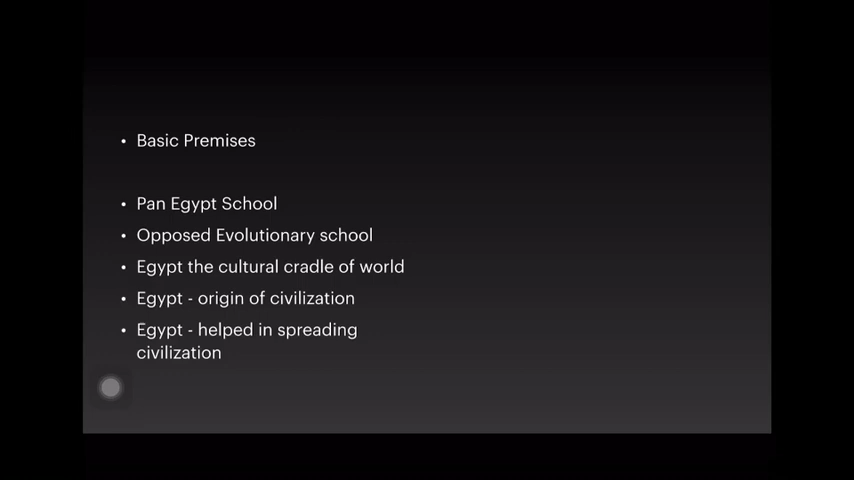 • Basic Premises
• Pan Egypt School
• Opposed Evolutionary school
• Egypt the cultural cradle of world
• Egypt - origin of civilization
• Egypt - helped in spreading
civilization